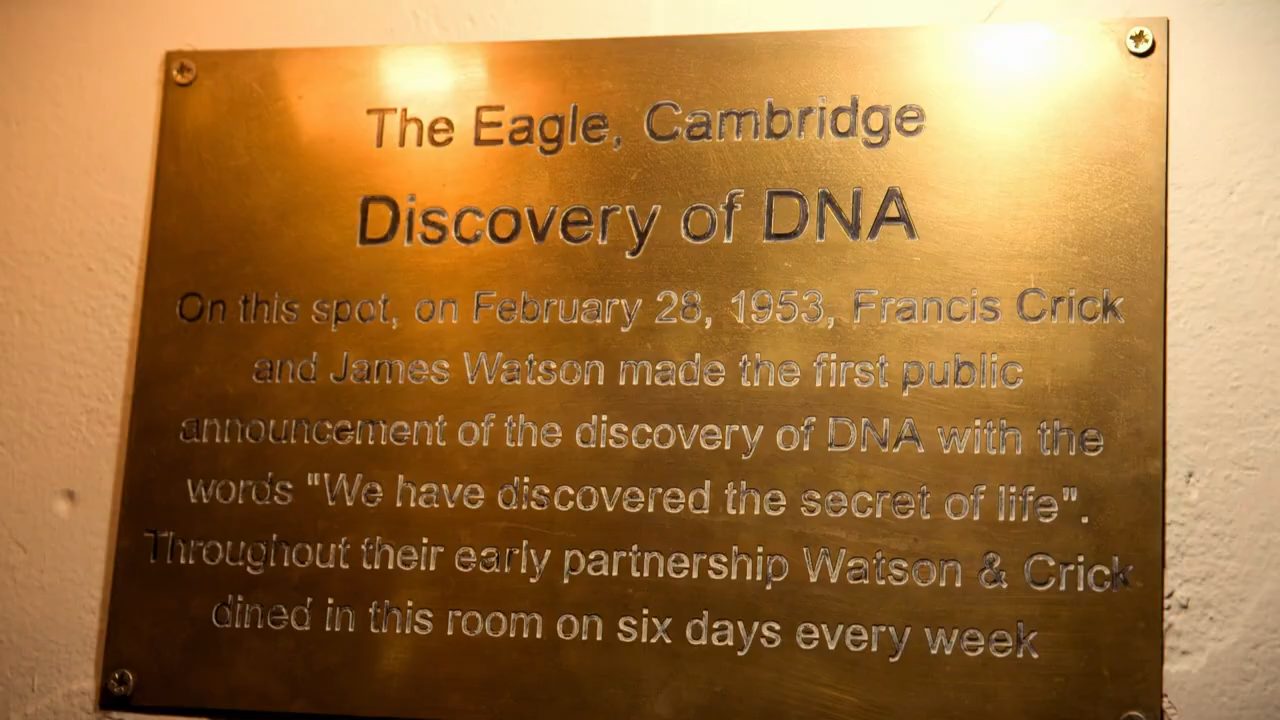 The Eagle, Cambridge
Discovery of DNA
On this spot, on February 28, 1953, Francis Crick
and James Watson made the first public
announcement of the discovery of DNA with the
words "We have discovered the secret of life".
Throughout their early partnership Watson & Crick
dined in this room on six days every week